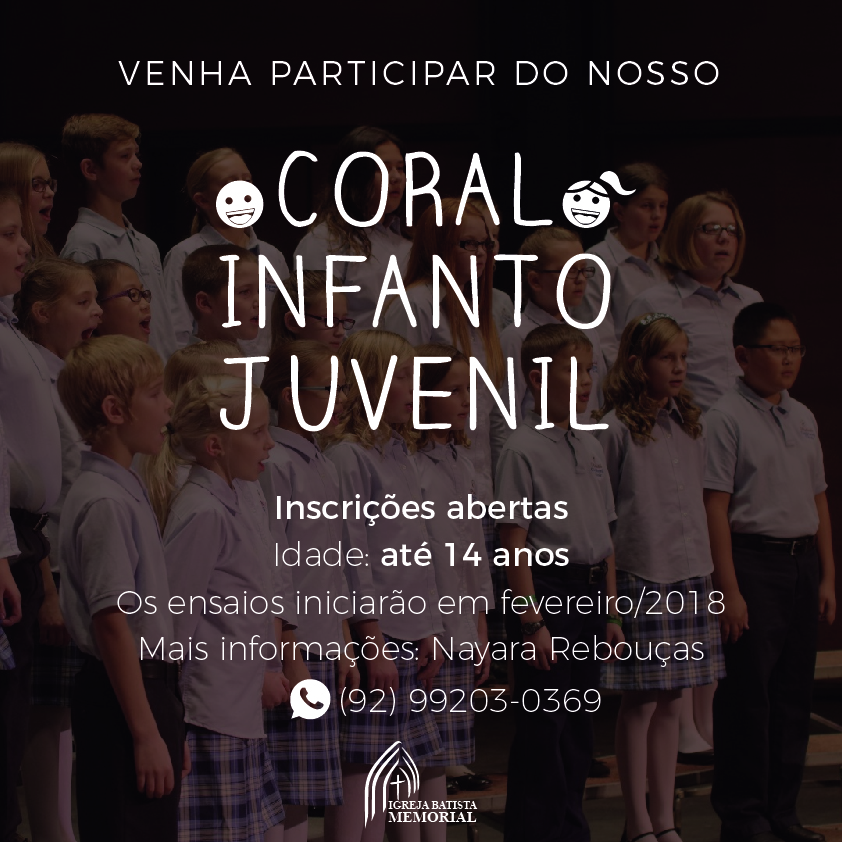 VENHA PARTICIPAR DO NOSSO
CORAL
INFANTO
JUVENIL
Inscrições abertas
Idade: até 14 anos
Os ensaios iniciarão em fevereiro/2018
Mais informações: Nayara Rebouças
(92) 99203-0369
IGREJA BATISTA
MEMORIAL